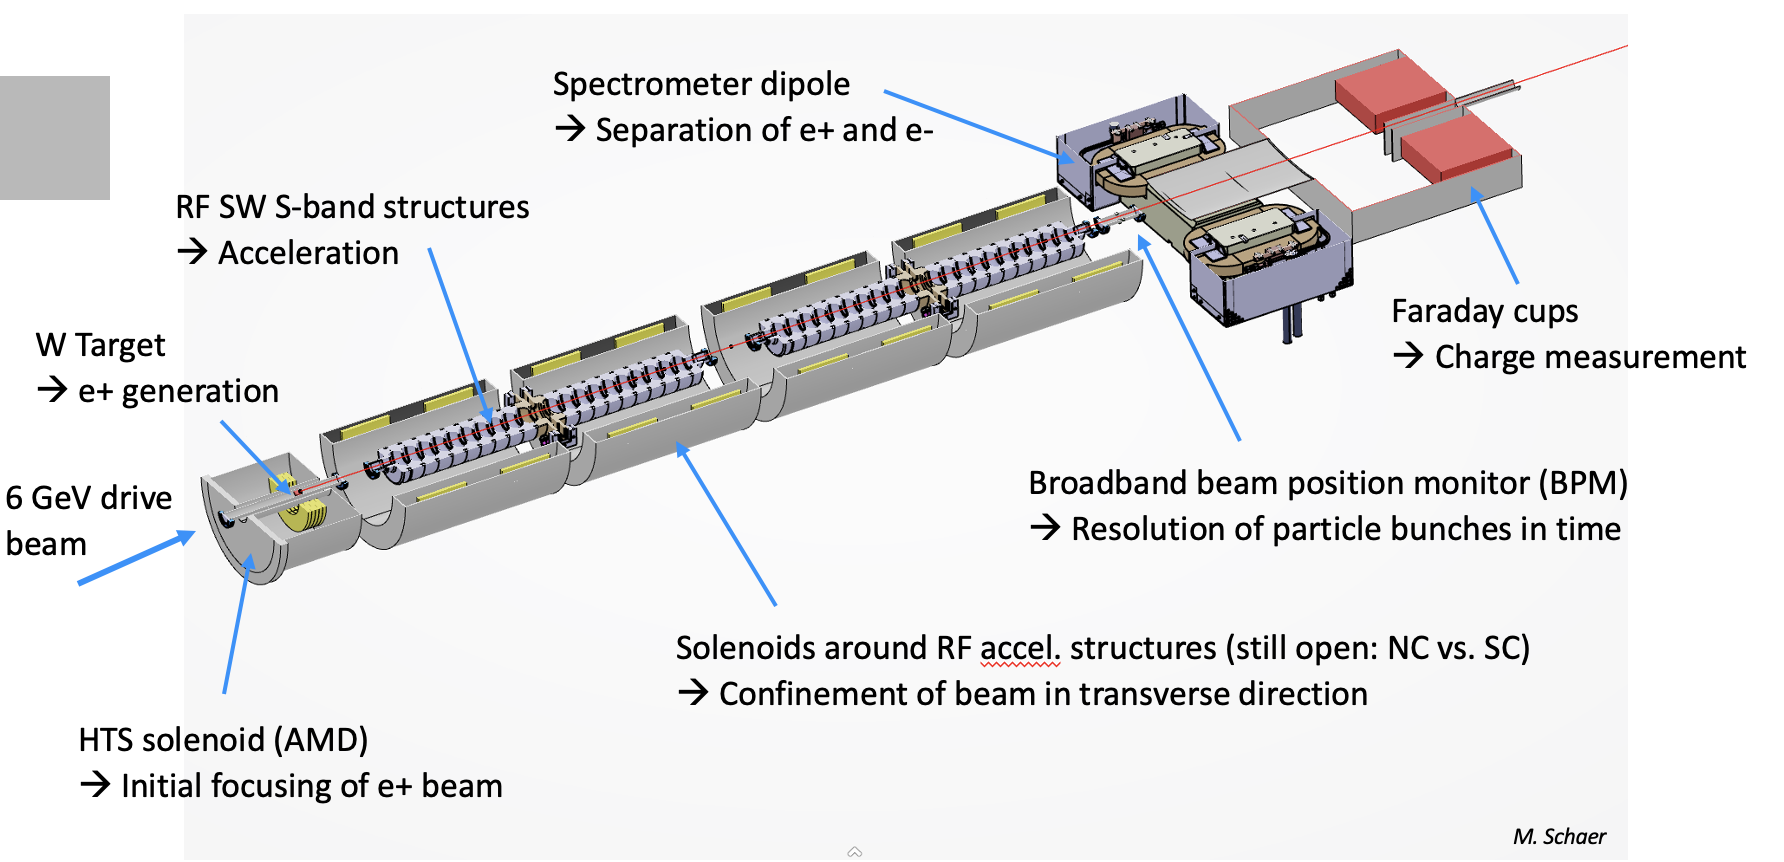 Spectrometer dipole
→ Separation of e+ and e-
RF SW S-band structures
→ Acceleration
W Target
→ e+ generation
6 GeV drive
beam
Faraday cups
→ Charge measurement
Broadband beam position monitor (BPM)
→ Resolution of particle bunches in time
Solenoids around RF accel. structures (still open: NC vs. SC)
→ Confinement of beam in transverse direction
HTS solenoid (AMD)
→ Initial focusing of e+ beam
M. Schaer